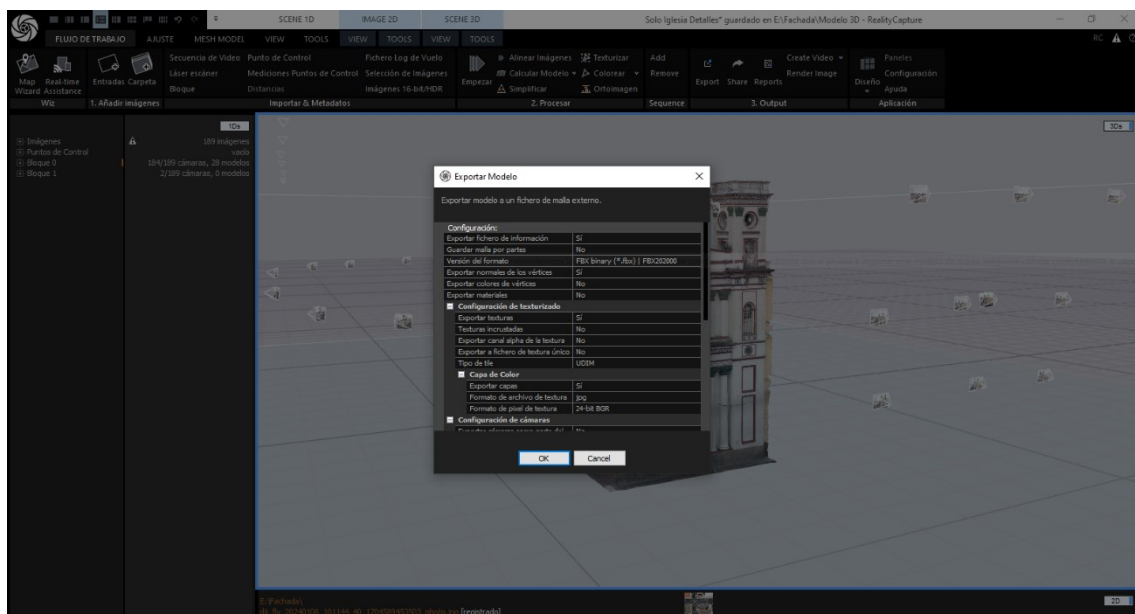 SCENE 1D IMAGE 2D SCENE 3D Solo Iglesia Detalles* guardado en E:\Fachada\Modelo 3D - RealityCapture
FLUJO DE TRABAJO AJUSTE MESH MODEL VIEW TOOLS VIEW TOOLS VIEW TOOLS RC
Secuencia de Vídeo Punto de Control Fichero Log de Vuelo Alinear Imágenes Texturizar Add Create Video Paneles
Láser escáner Mediciones Puntos de Control Selección de Imágenes Calcular Modelo Colorear Remove Render Image Configuración
Map Wizard Real-time Assistance Entradas Carpeta Empezar Export Share Reports Diseño
Bloque Distancias Imágenes 16-bit/HDR Simplificar Ortoimagen Ayuda
Wiz 1. Añadir imágenes Importar & Metadatos 2. Procesar Sequence 3. Output Aplicación
1Ds
3Ds
Imágenes 189 imágenes
Puntos de Control vacío
Bloque 0 184/189 cámaras, 28 modelos
Bloque 1 2/189 cámaras, 0 modelos
Exportar Modelo
Exportar modelo a un fichero de malla externo.
Configuración:
Exportar fichero de información Sí
Guardar malla por partes No
Versión del formato FBX binary (*.fbx) | FBX202000
Exportar normales de los vértices Sí
Exportar colores de vértices No
Exportar materiales No
Configuración de texturizado
Exportar texturas Sí
Texturas incrustadas No
Exportar canal alpha de la textura No
Exportar a fichero de textura único No
Tipo de tile UDIM
Capa de Color
Exportar capas Sí
Formato de archivo de textura jpg
Formato de píxel de textura 24-bit BGR
Configuración de cámaras
OK Cancel
E:\Fachada\
[registrado]
2D